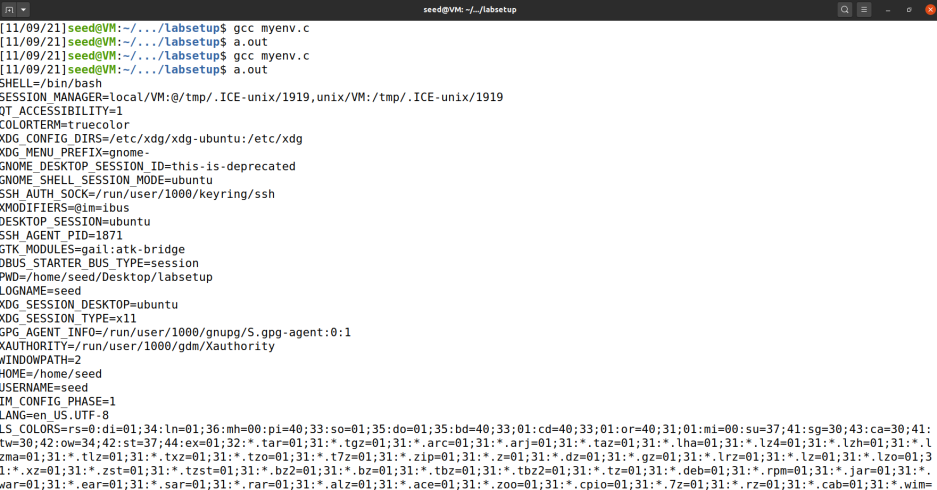 seed@VM: ~/.../labsetup
[11/09/21]seed@VM:~/.../labsetup$ gcc myenv.c
[11/09/21]seed@VM:~/.../labsetup$ a.out
[11/09/21]seed@VM:~/.../labsetup$ gcc myenv.c
[11/09/21]seed@VM:~/.../labsetup$ a.out
SHELL=/bin/bash
SESSION_MANAGER=local/VM:@/tmp/.ICE-unix/1919,unix/VM:/tmp/.ICE-unix/1919
QT_ACCESSIBILITY=1
COLORTERM=truecolor
XDG_CONFIG_DIRS=/etc/xdg/xdg-ubuntu:/etc/xdg
XDG_MENU_PREFIX=gnome-
GNOME_DESKTOP_SESSION_ID=this-is-deprecated
GNOME_SHELL_SESSION_MODE=ubuntu
SSH_AUTH_SOCK=/run/user/1000/keyring/ssh
XMODIFIERS=@im=ibus
DESKTOP_SESSION=ubuntu
SSH_AGENT_PID=1871
GTK_MODULES=gail:atk-bridge
DBUS_STARTER_BUS_TYPE=session
PWD=/home/seed/Desktop/labsetup
LOGNAME=seed
XDG_SESSION_DESKTOP=ubuntu
XDG_SESSION_TYPE=x11
GPG_AGENT_INFO=/run/user/1000/gnupg/S.gpg-agent:0:1
XAUTHORITY=/run/user/1000/gdm/Xauthority
WINDOWPATH=2
HOME=/home/seed
USERNAME=seed
IM_CONFIG_PHASE=1
LANG=en_US.UTF-8
LS_COLORS=rs=0:di=01;34:ln=01;36:mh=00:pi=40;33:so=01;35:do=01;35:bd=40;33;01:cd=40;33;01:or=40;31;01:mi=00:su=37;41:sg=30;43:ca=30;41:
tw=30;42:ow=34;42:st=37;44:ex=01;32:*.tar=01;31:*.tgz=01;31:*.arc=01;31:*.arj=01;31:*.taz=01;31:*.lha=01;31:*.lz4=01;31:*.lzh=01;31:*.l
zma=01;31:*.tlz=01;31:*.txz=01;31:*.tzo=01;31:*.t7z=01;31:*.zip=01;31:*.z=01;31:*.dz=01;31:*.gz=01;31:*.lrz=01;31:*.lz=01;31:*.lzo=01;3
1:*.xz=01;31:*.zst=01;31:*.tzst=01;31:*.bz2=01;31:*.bz=01;31:*.tbz=01;31:*.tbz2=01;31:*.tz=01;31:*.deb=01;31:*.rpm=01;31:*.jar=01;31:*.
war=01;31:*.ear=01;31:*.sar=01;31:*.rar=01;31:*.alz=01;31:*.ace=01;31:*.zoo=01;31:*.cpio=01;31:*.7z=01;31:*.rz=01;31:*.cab=01;31:*.wim=